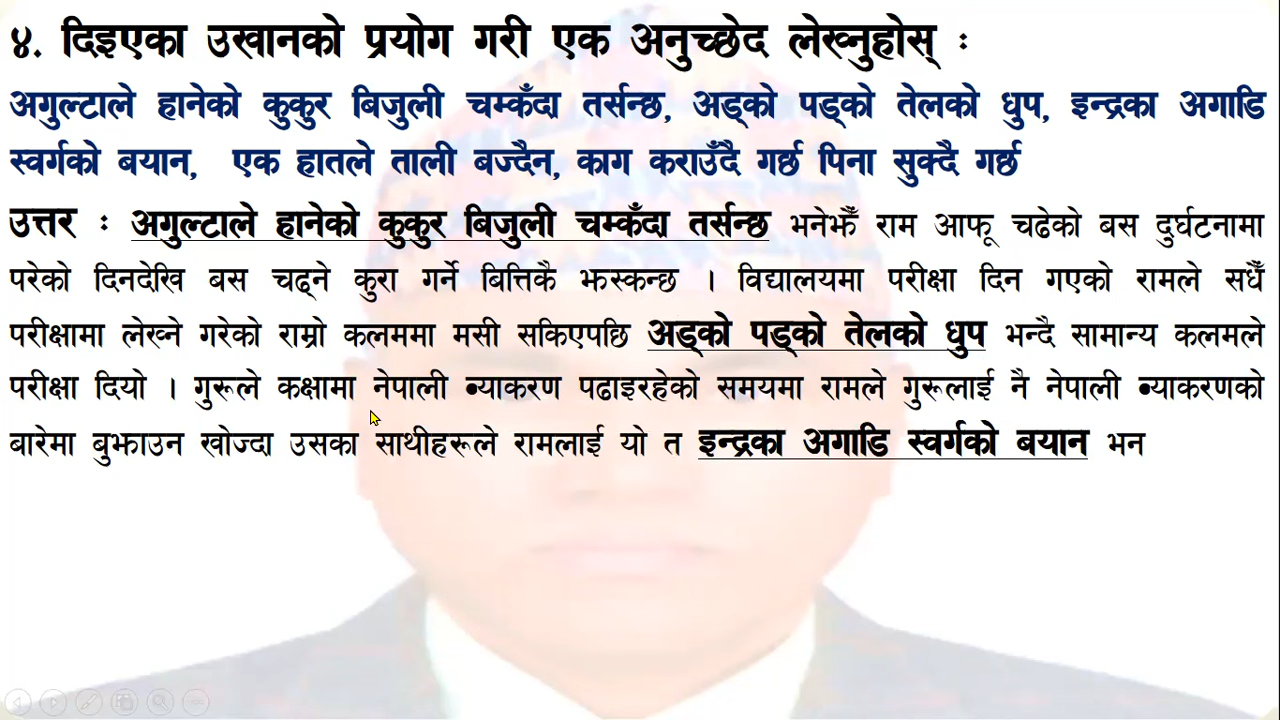 ४. दिइएका उखानको प्रयोग गरी एक अनुच्छेद लेख्नुहोस् :
अगुल्टाले हानेको कुकुर बिजुली चम्कँदा तर्सन्छ, अड्को पड्को तेलको धुप, इन्द्रका अगाडि
स्वर्गको बयान, एक हातले ताली बज्दैन, काग कराउँदै गर्छ पिना सुक्दै गर्छ
उत्तर : अगुल्टाले हानेको कुकुर बिजुली चम्कँदा तर्सन्छ भनेझैँ राम आफू चढेको बस दुर्घटनामा
परेको दिनदेखि बस चढ्ने कुरा गर्ने बित्तिकै झस्कन्छ । विद्यालयमा परीक्षा दिन गएको रामले सधैँ
परीक्षामा लेख्ने गरेको राम्रो कलममा मसी सकिएपछि अड्को पड्को तेलको धुप भन्दै सामान्य कलमले
परीक्षा दियो । गुरूले कक्षामा नेपाली व्याकरण पढाइरहेको समयमा रामले गुरूलाई नै नेपाली व्याकरणको
बारेमा बुझाउन खोज्दा उसका साथीहरूले रामलाई यो त इन्द्रका अगाडि स्वर्गको बयान भन